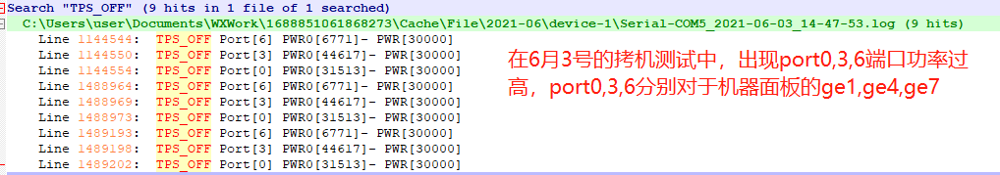 Search "TPS_OFF" (9 hits in 1 file of 1 searched)
C:\Users\user\Documents\WXWork\1688851061868273\Cache\File\2021-06\device-1\Serial-COM5_2021-06-03_14-47-53.log (9 hits)
Line 1144544: TPS_OFF Port[6] PWR0[6771]- PWR[30000]
Line 1144550: TPS_OFF Port[3] PWR0[44617]- PWR[30000]
Line 1144554: TPS_OFF Port[0] PWR0[31513]- PWR[30000]
Line 1488964: TPS_OFF Port[6] PWR0[6771]- PWR[30000]
Line 1488969: TPS_OFF Port[3] PWR0[44617]- PWR[30000]
Line 1488973: TPS_OFF Port[0] PWR0[31513]- PWR[30000]
Line 1489193: TPS_OFF Port[6] PWR0[6771]- PWR[30000]
Line 1489198: TPS_OFF Port[3] PWR0[44617]- PWR[30000]
Line 1489202: TPS_OFF Port[0] PWR0[31513]- PWR[30000]
在6月3号的拷机测试中，出现port0,3,6端口功率过
高，port0,3,6分别对于机器面板的ge1,ge4,ge7